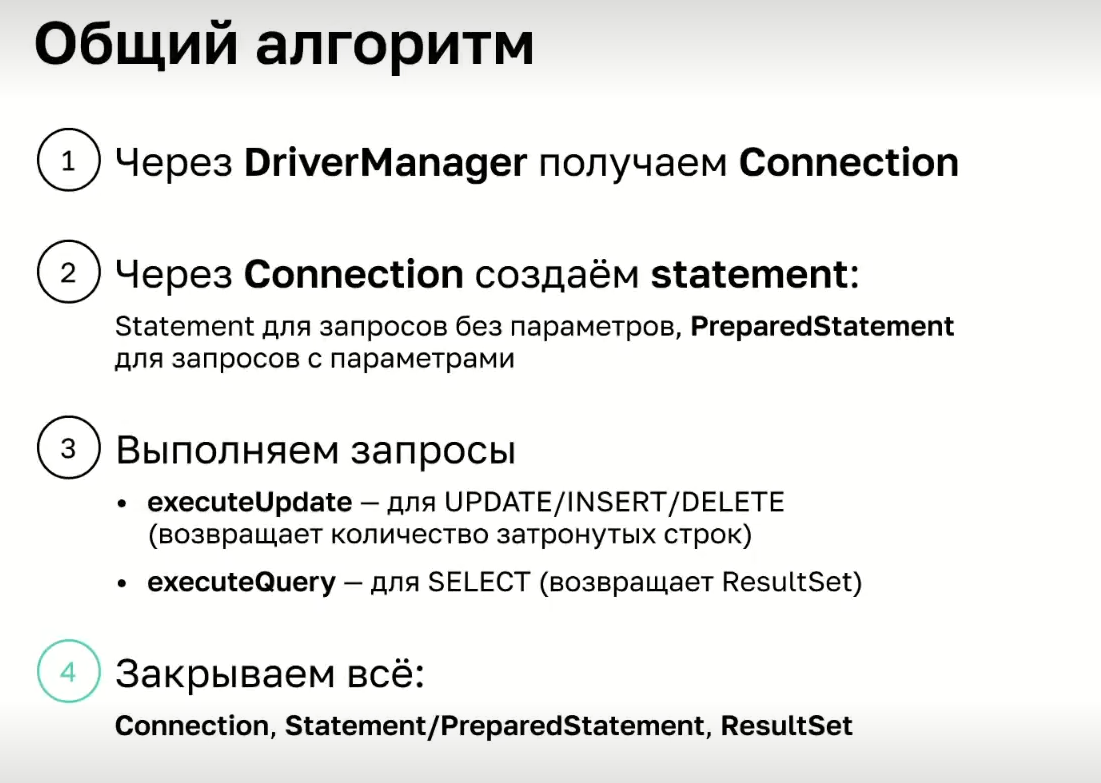 Общий алгоритм
1 Через DriverManager получаем Connection
2 Через Connection создаём statement:
Statement для запросов без параметров, PreparedStatement
для запросов с параметрами
3 Выполняем запросы
• executeUpdate — для UPDATE/INSERT/DELETE
(возвращает количество затронутых строк)
• executeQuery — для SELECT (возвращает ResultSet)
4 Закрываем всё:
Connection, Statement/PreparedStatement, ResultSet